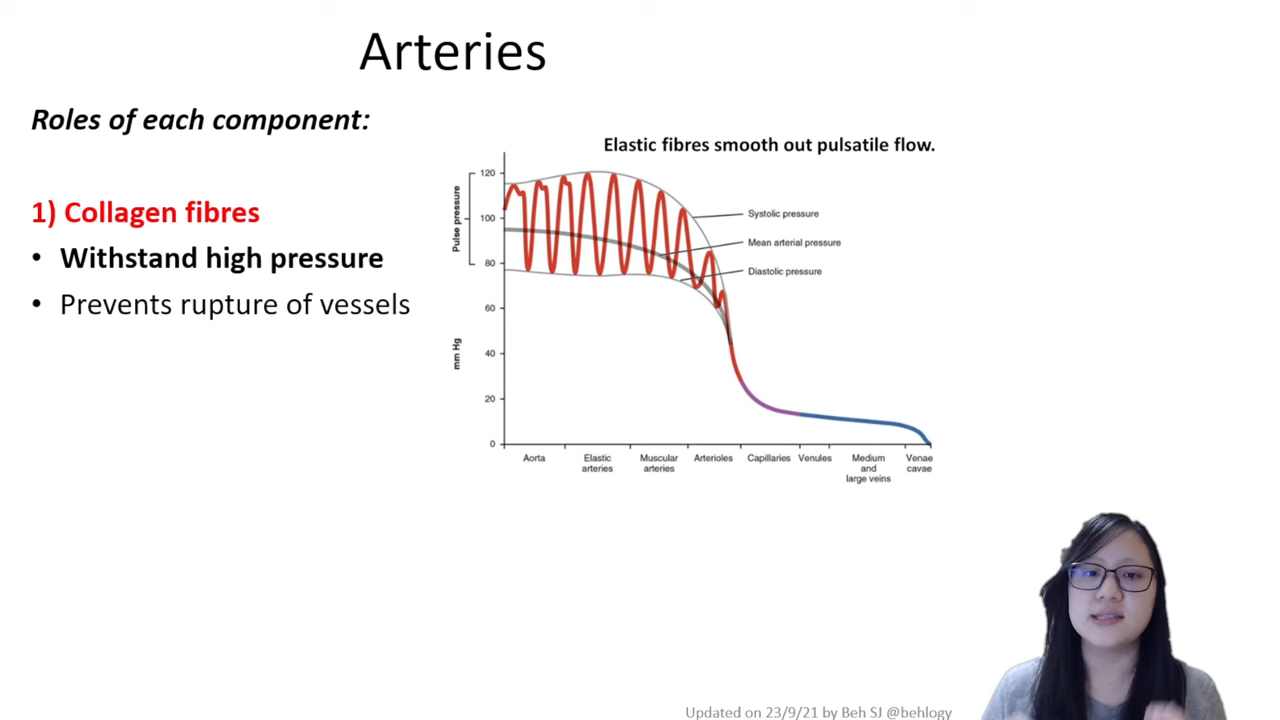 Arteries
Roles of each component:
1) Collagen fibres
• Withstand high pressure
• Prevents rupture of vessels
Elastic fibres smooth out pulsatile flow.
Pulse pressure
mm Hg
120
100
80
60
40
20
0
Systolic pressure
Mean arterial pressure
Diastolic pressure
Aorta
Elastic
arteries
Muscular
arteries
Arterioles
Capillaries
Venules
Medium
and
large veins
Venae
cavae
Updated on 23/9/21 by Beh SJ @behlogy